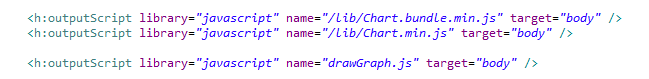 <h:outputScript library="javascript" name="/lib/Chart.bundle.min.js" target="body" />
<h:outputScript library="javascript" name="/lib/Chart.min.js" target="body" />
<h:outputScript library="javascript" name="drawGraph.js" target="body" />